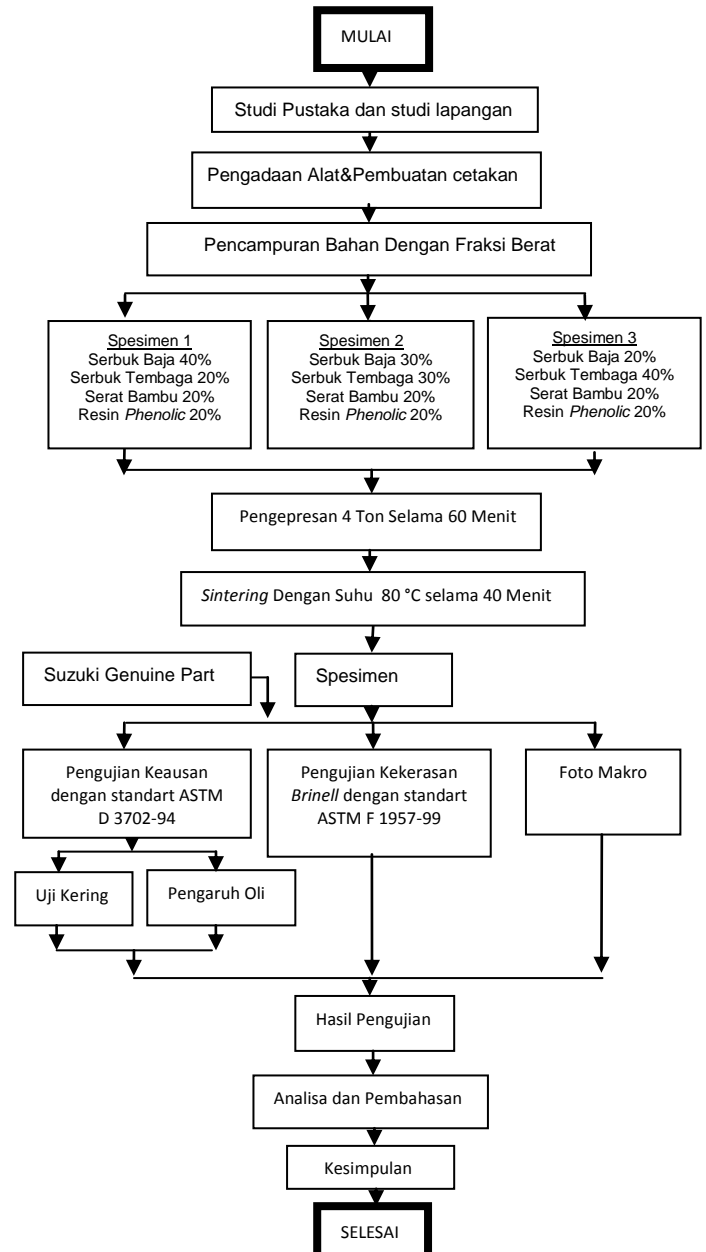 MULAI
Studi Pustaka dan studi lapangan
Pengadaan Alat&Pembuatan cetakan
Pencampuran Bahan Dengan Fraksi Berat
Spesimen 1
Serbuk Baja 40%
Serbuk Tembaga 20%
Serat Bambu 20%
Resin Phenolic 20%
Spesimen 2
Serbuk Baja 30%
Serbuk Tembaga 30%
Serat Bambu 20%
Resin Phenolic 20%
Spesimen 3
Serbuk Baja 20%
Serbuk Tembaga 40%
Serat Bambu 20%
Resin Phenolic 20%
Pengepresan 4 Ton Selama 60 Menit
Sintering Dengan Suhu 80 °C selama 40 Menit
Suzuki Genuine Part
Spesimen
Pengujian Keausan
dengan standart ASTM
D 3702-94
Pengujian Kekerasan
Brinell dengan standart
ASTM F 1957-99
Foto Makro
Uji Kering
Pengaruh Oli
Hasil Pengujian
Analisa dan Pembahasan
Kesimpulan
SELESAI